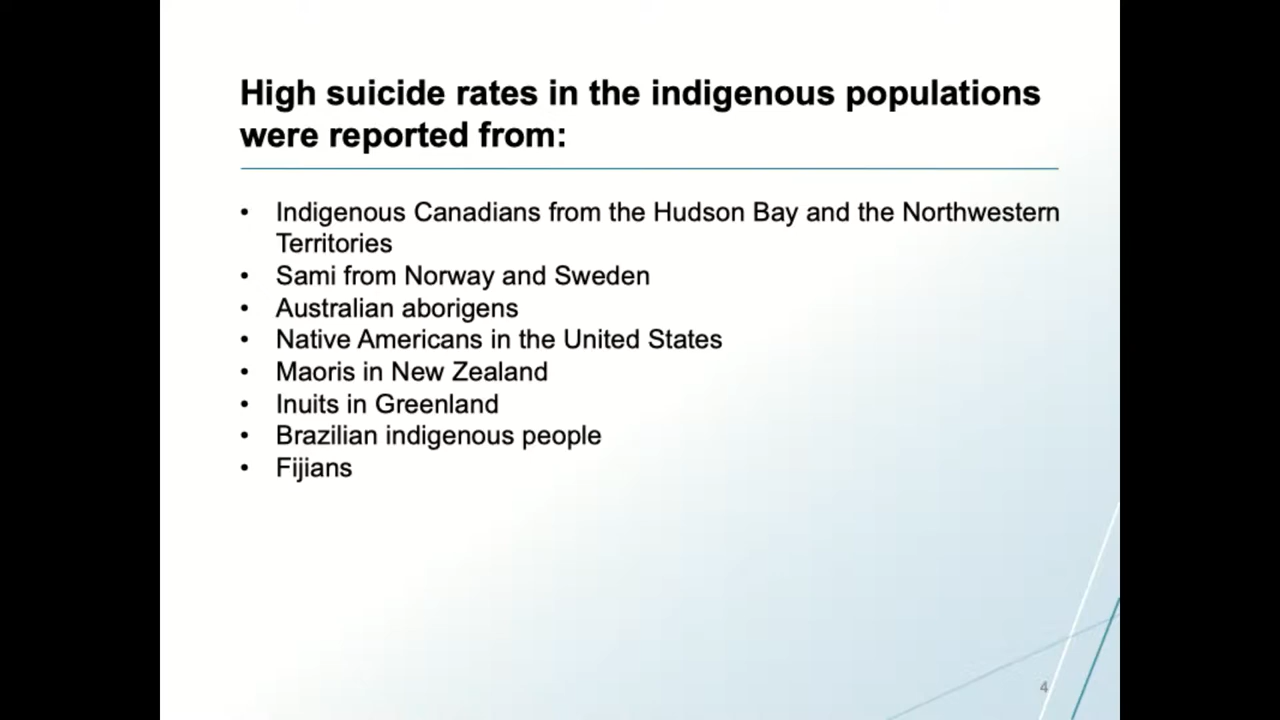 High suicide rates in the indigenous populations
were reported from:
• Indigenous Canadians from the Hudson Bay and the Northwestern
Territories
• Sami from Norway and Sweden
• Australian aborigens
• Native Americans in the United States
• Maoris in New Zealand
• Inuits in Greenland
• Brazilian indigenous people
• Fijians
4